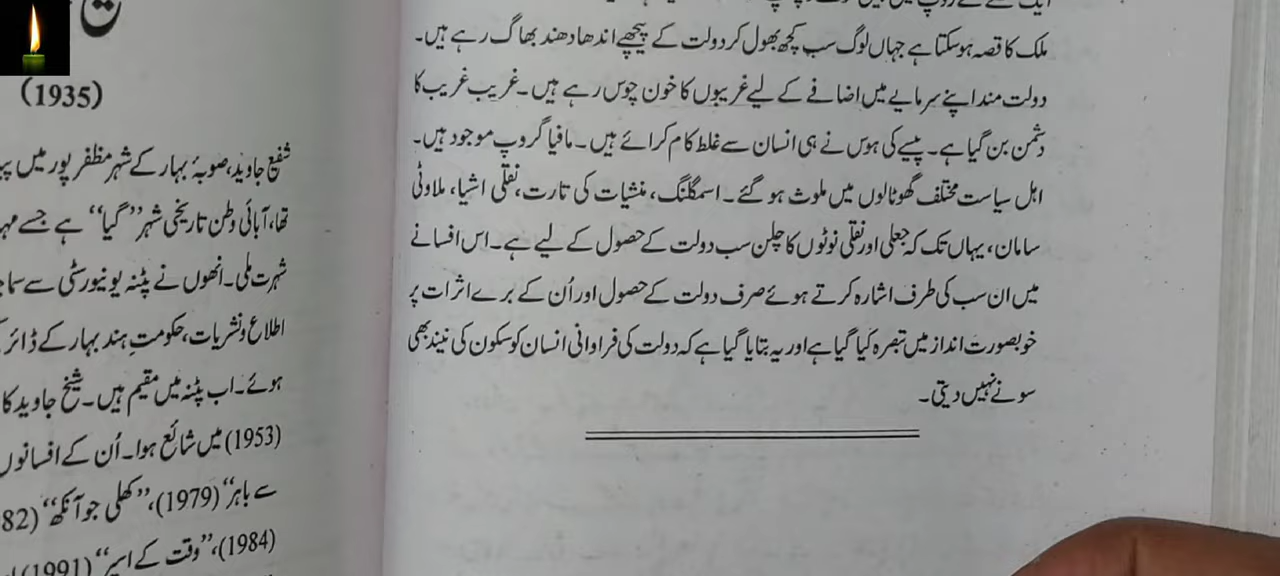 ملک کا قصہ ہوسکتا ہے جہاں لوگ سب کچھ بھول کر دولت کے پیچھے اندھا دھند بھاگ رہے ہیں۔
دولت مند اپنے سرمایے میں اضافے کے لیے غریبوں کا خون چوس رہے ہیں۔ غریب غریب کا
دشمن بن گیا ہے۔ پیسے کی ہوس نے ہی انسان سے غلط کام کرائے ہیں۔ مافیا گروپ موجود ہیں۔
اہل سیاست مختلف گھوٹالوں میں ملوث ہو گئے۔ اسمگلنگ، منشیات کی تارت، نقلی اشیا، ملاوٹی
سامان، یہاں تک کہ جعلی اور نقلی نوٹوں کا چلن سب دولت کے حصول کے لیے ہے۔ اس افسانے
میں ان سب کی طرف اشارہ کرتے ہوئے صرف دولت کے حصول اور اُن کے برے اثرات پر
خوبصورت انداز میں تبصرہ کیا گیا ہے اور یہ بتایا گیا ہے کہ دولت کی فراوانی انسان کو سکون کی نیند بھی
سونے نہیں دیتی۔
(1935)
شفیع جاوید، صوبۂ بہار کے شہر مظفر پور میں
تھا، آبائی وطن تاریخی شہر ”گیا“ ہے جسے
شہرت ملی۔ انھوں نے پٹنہ یونیورسٹی سے
اطلاع و نشریات، حکومتِ ہند بہار کے
ہوئے۔ اب پٹنہ میں مقیم ہیں۔ شیخ جاوید کا
(1953) میں شائع ہوا۔ اُن کے
سے باہر“ (1979)، ”کھلی جو آنکھ“
(1984)، ”وقت کے اسیر“ (1991)